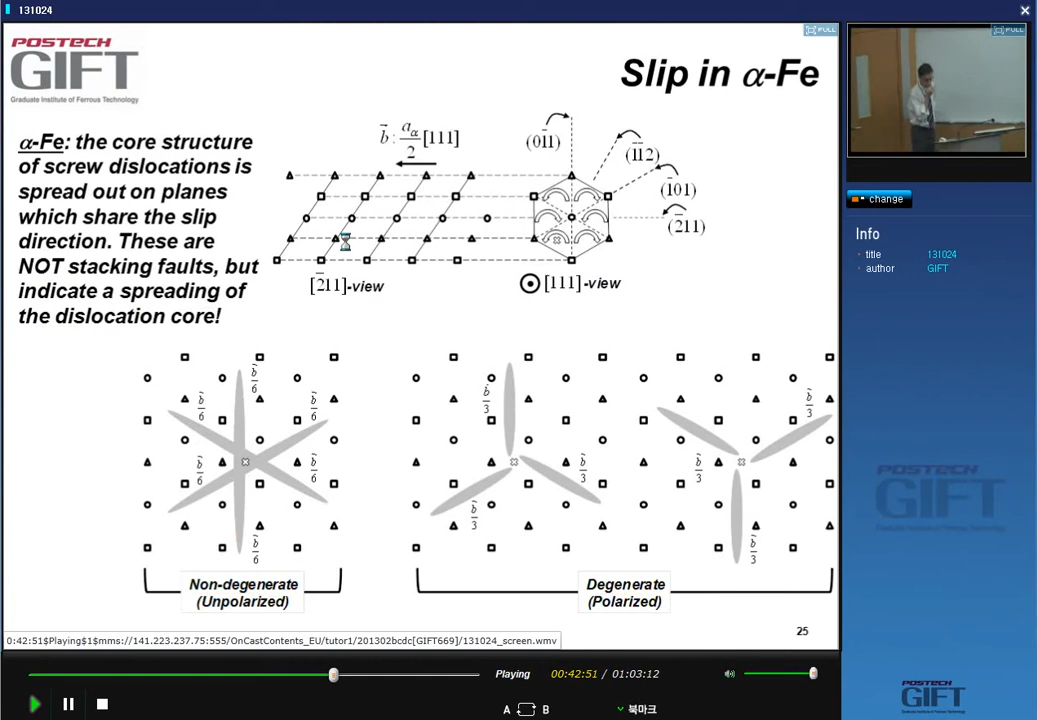 131024
POSTECH
GIFT
Graduate Institute of Ferrous Technology
FULL
Slip in α-Fe
α-Fe: the core structure
of screw dislocations is
spread out on planes
which share the slip
direction. These are
NOT stacking faults, but
indicate a spreading of
the dislocation core!
b⃗ : a_α/2 [111]
(01̄1)
(1̄1̄2)
(1̄01)
(2̄11)
[2̄11]-view
[111]-view
b⃗/6
b⃗/6
b⃗/6
b⃗/6
b⃗/6
b⃗/6
b⃗/3
b⃗/3
b⃗/3
b⃗/3
b⃗/3
b⃗/3
Non-degenerate
(Unpolarized)
Degenerate
(Polarized)
25
0:42:51$Playing$1$mms://141.223.237.75:555/OnCastContents_EU/tutor1/201302bcdc[GIFT669]/131024_screen.wmv
Playing
00:42:51 / 01:03:12
A
B
북마크
FULL
change
Info
title 131024
author GIFT
POSTECH
GIFT
POSTECH
GIFT